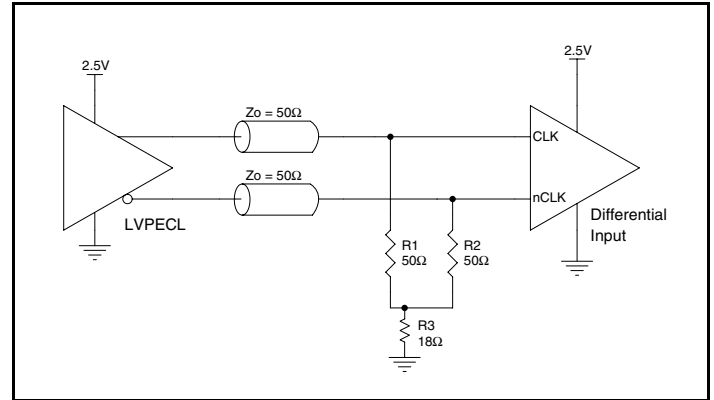 2.5V
2.5V
Zo = 50Ω
CLK
Zo = 50Ω
nCLK
LVPECL
Differential
Input
R1
50Ω
R2
50Ω
R3
18Ω